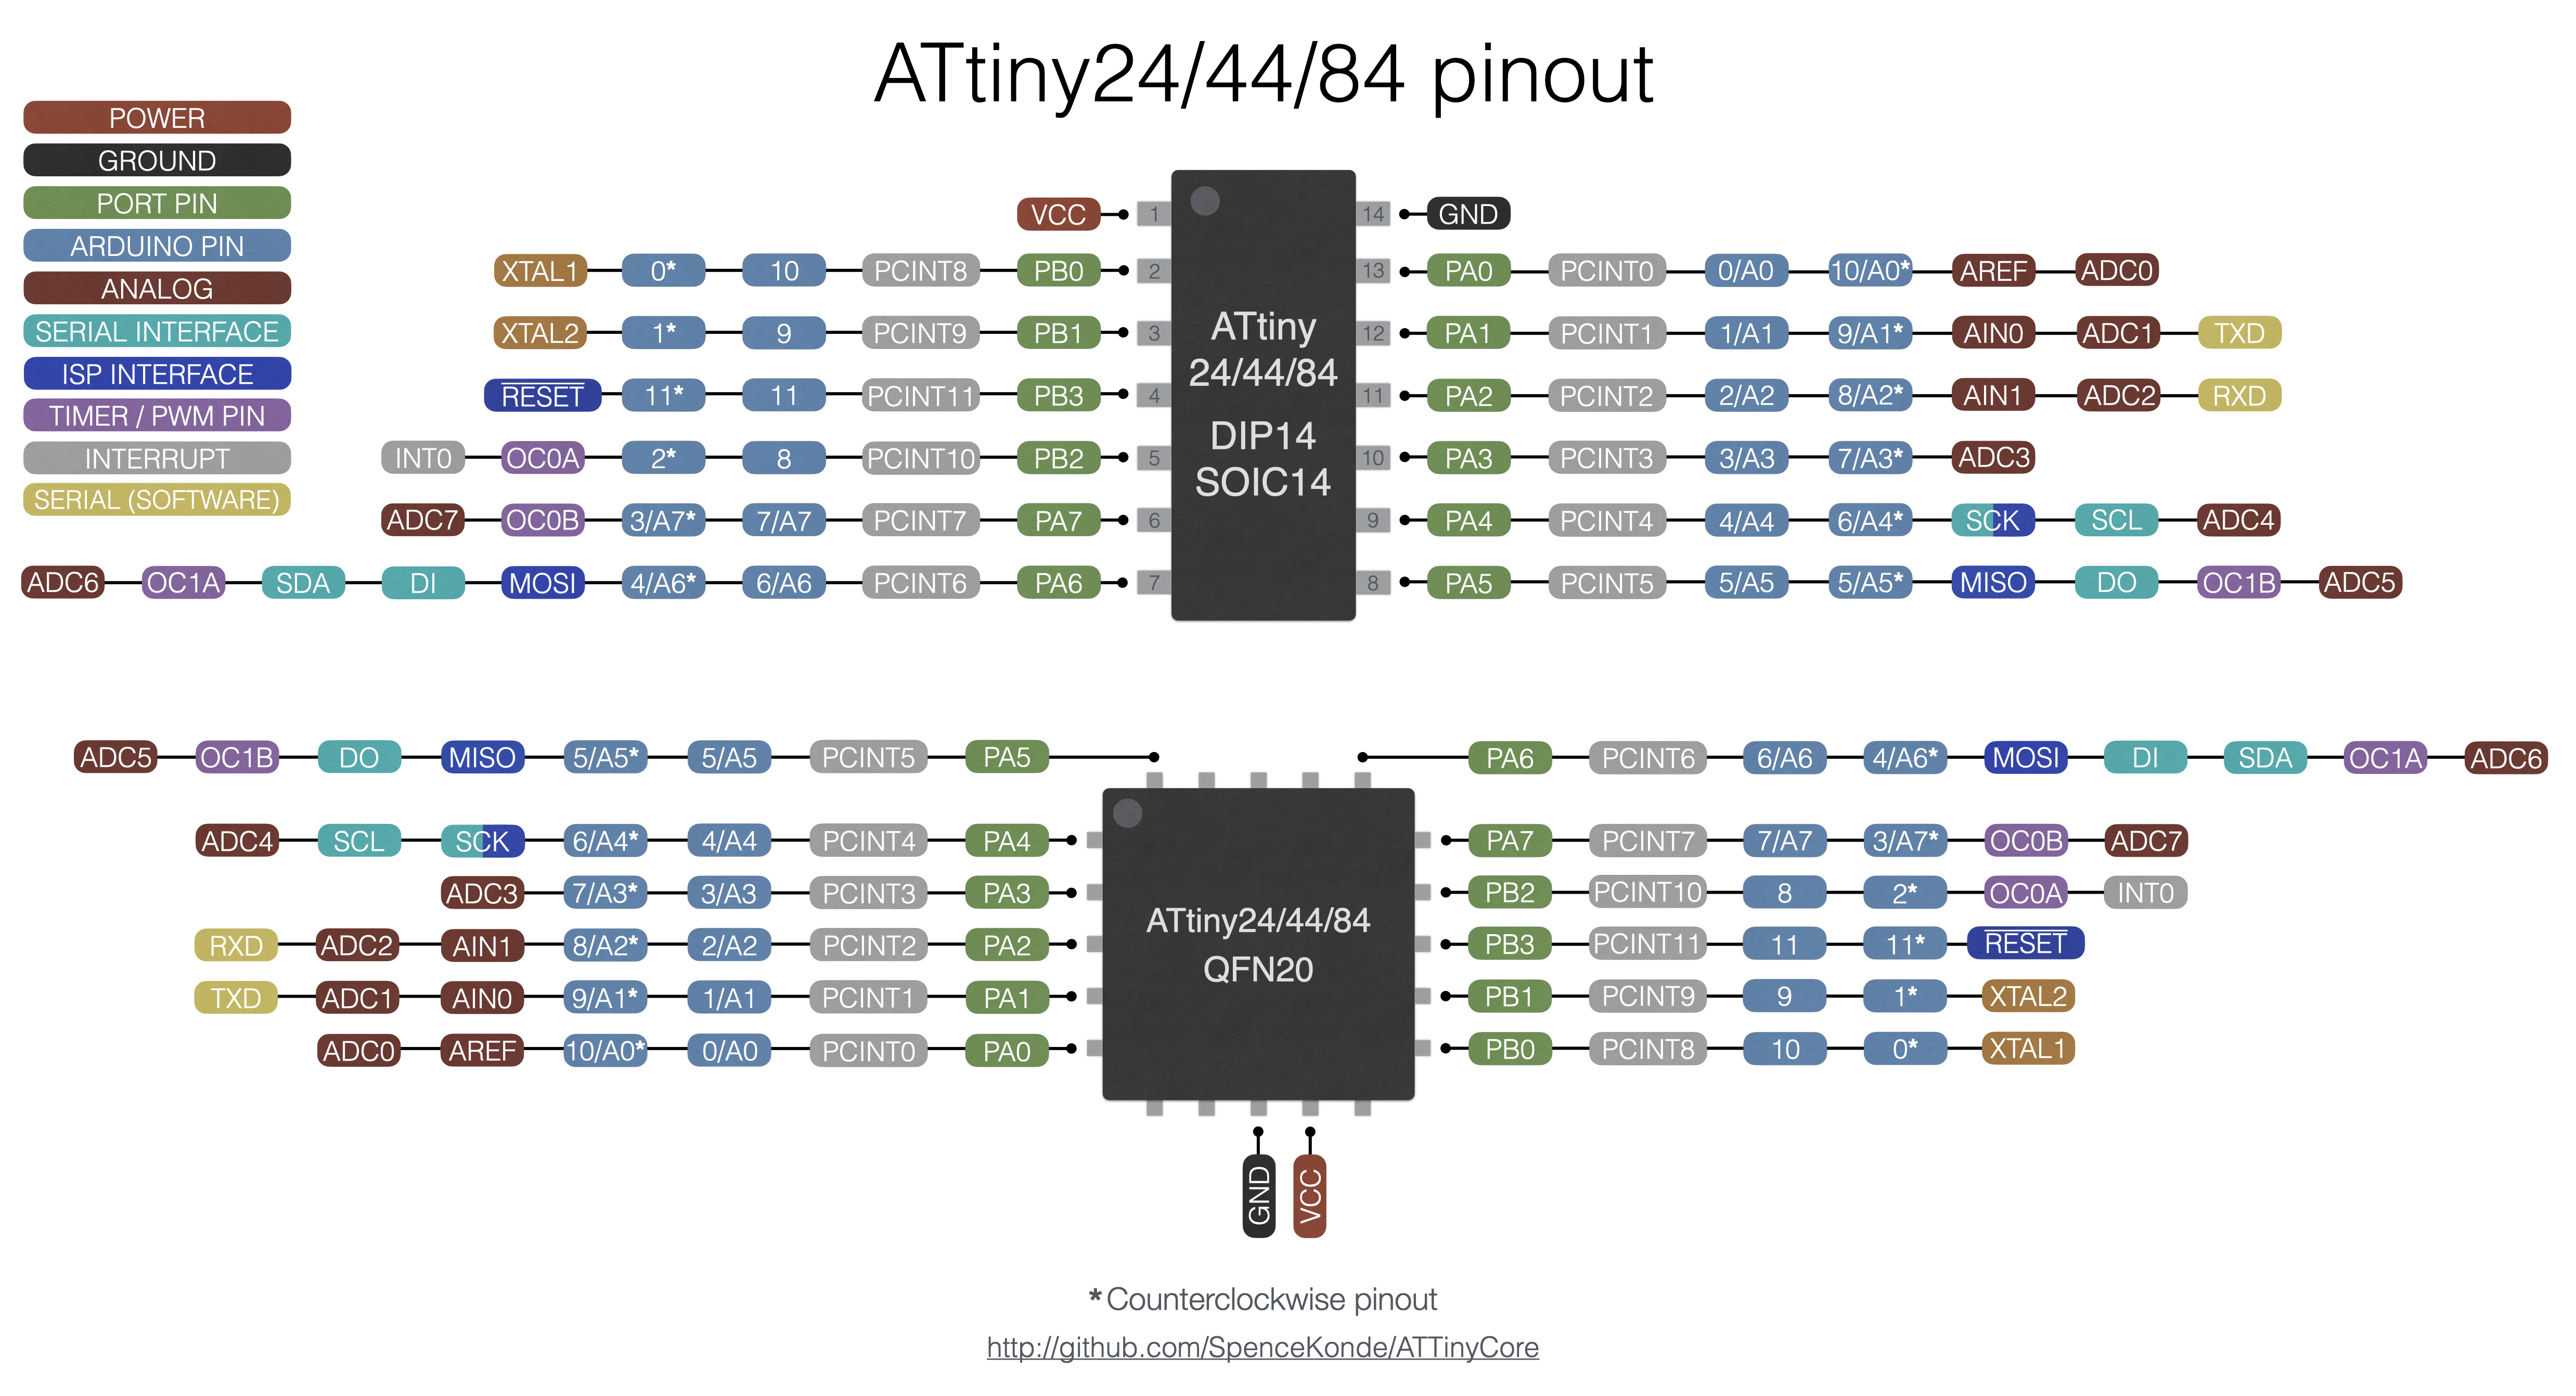 ATtiny24/44/84 pinout
POWER
GROUND
PORT PIN
ARDUINO PIN
ANALOG
SERIAL INTERFACE
ISP INTERFACE
TIMER / PWM PIN
INTERRUPT
SERIAL (SOFTWARE)
VCC 1 14 GND
XTAL1 0* 10 PCINT8 PB0 2 13 PA0 PCINT0 0/A0 10/A0* AREF ADC0
XTAL2 1* 9 PCINT9 PB1 3 12 PA1 PCINT1 1/A1 9/A1* AIN0 ADC1 TXD
RESET 11* 11 PCINT11 PB3 4 11 PA2 PCINT2 2/A2 8/A2* AIN1 ADC2 RXD
INT0 OC0A 2* 8 PCINT10 PB2 5 10 PA3 PCINT3 3/A3 7/A3* ADC3
ADC7 OC0B 3/A7* 7/A7 PCINT7 PA7 6 9 PA4 PCINT4 4/A4 6/A4* SCK SCL ADC4
ADC6 OC1A SDA DI MOSI 4/A6* 6/A6 PCINT6 PA6 7 8 PA5 PCINT5 5/A5 5/A5* MISO DO OC1B ADC5
ATtiny
24/44/84
DIP14
SOIC14
ADC5 OC1B DO MISO 5/A5* 5/A5 PCINT5 PA5 PA6 PCINT6 6/A6 4/A6* MOSI DI SDA OC1A ADC6
ADC4 SCL SCK 6/A4* 4/A4 PCINT4 PA4 PA7 PCINT7 7/A7 3/A7* OC0B ADC7
ADC3 7/A3* 3/A3 PCINT3 PA3 PB2 PCINT10 8 2* OC0A INT0
RXD ADC2 AIN1 8/A2* 2/A2 PCINT2 PA2 PB3 PCINT11 11 11* RESET
TXD ADC1 AIN0 9/A1* 1/A1 PCINT1 PA1 PB1 PCINT9 9 1* XTAL2
ADC0 AREF 10/A0* 0/A0 PCINT0 PA0 PB0 PCINT8 10 0* XTAL1
ATtiny24/44/84
QFN20
GND VCC
* Counterclockwise pinout
http://github.com/SpenceKonde/ATTinyCore